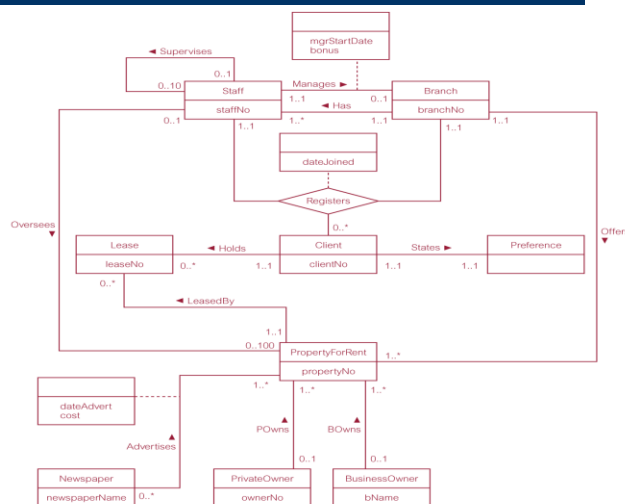 mgrStartDate
bonus
◄ Supervises
0..1
0..10
Staff
Manages ►
Branch
1..1
0..1
staffNo
◄ Has
branchNo
0..1
1..1
1..*
1..1
1..1
1..1
dateJoined
Registers
Oversees
▼
0..*
Offer
▼
Lease
◄ Holds
Client
States ►
Preference
leaseNo
0..*
1..1
clientNo
1..1
1..1
0..*
◄ LeasedBy
1..1
0..100
PropertyForRent
1..*
propertyNo
1..*
1..*
1..*
dateAdvert
cost
▲
POwns
▲
BOwns
▲
Advertises
0..1
0..1
Newspaper
PrivateOwner
BusinessOwner
newspaperName
0..*
ownerNo
bName